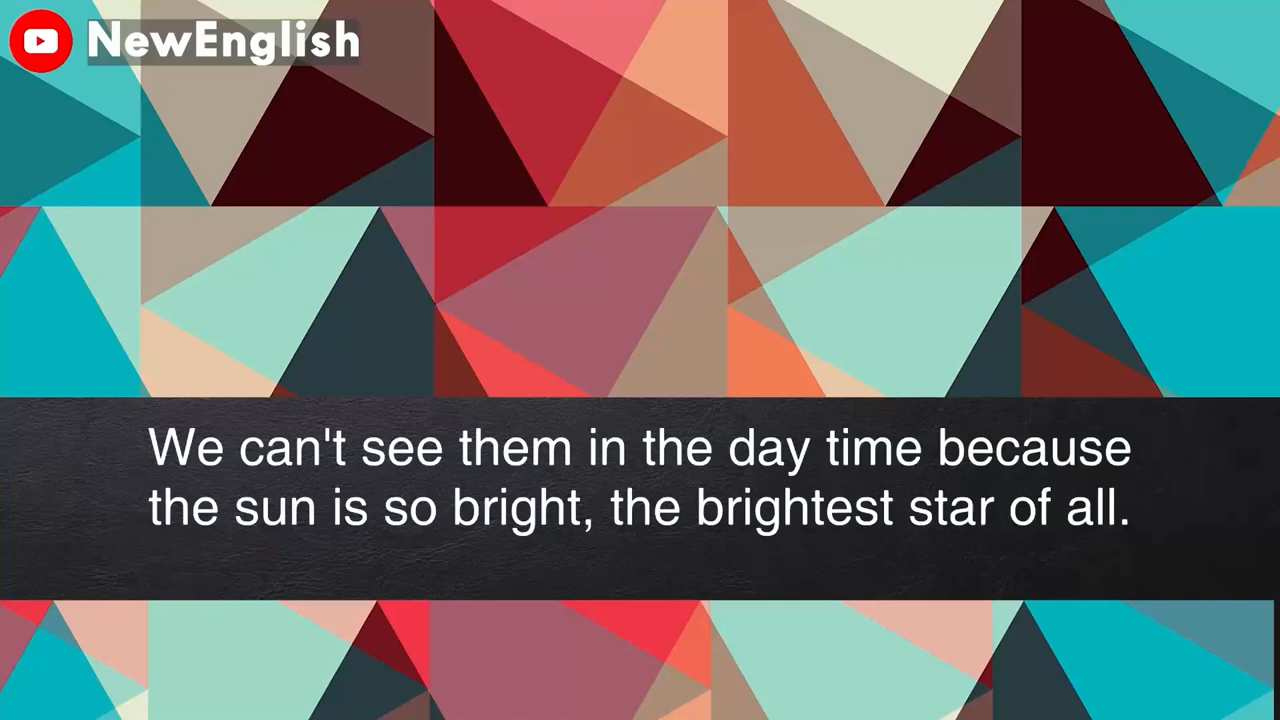 NewEnglish
We can't see them in the day time because
the sun is so bright, the brightest star of all.